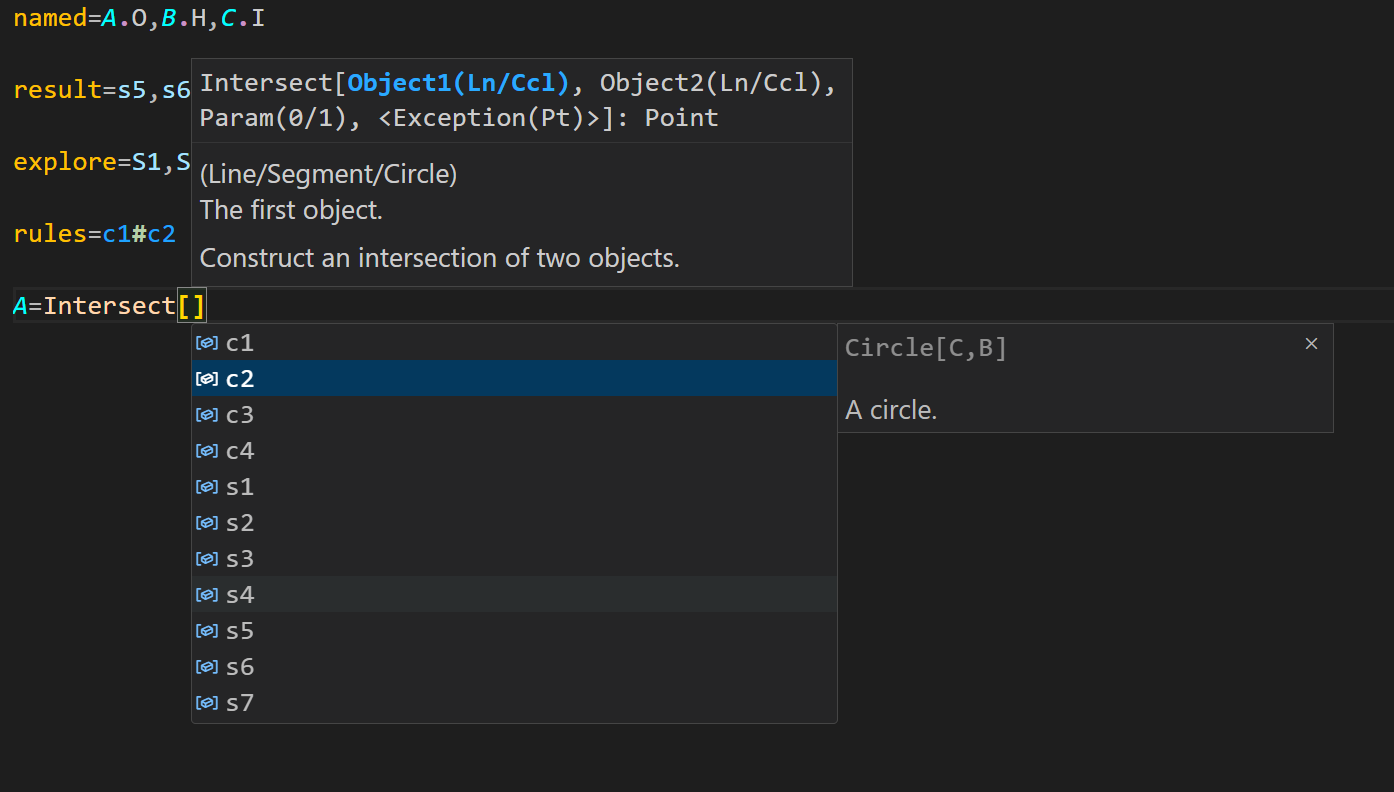 named=A.O,B.H,C.I
result=s5,s6
Intersect[Object1(Ln/Ccl), Object2(Ln/Ccl),
Param(0/1), <Exception(Pt)>]: Point
explore=S1,S
(Line/Segment/Circle)
The first object.
rules=c1#c2
Construct an intersection of two objects.
A=Intersect[]
c1
Circle[C,B]
×
c2
A circle.
c3
c4
s1
s2
s3
s4
s5
s6
s7